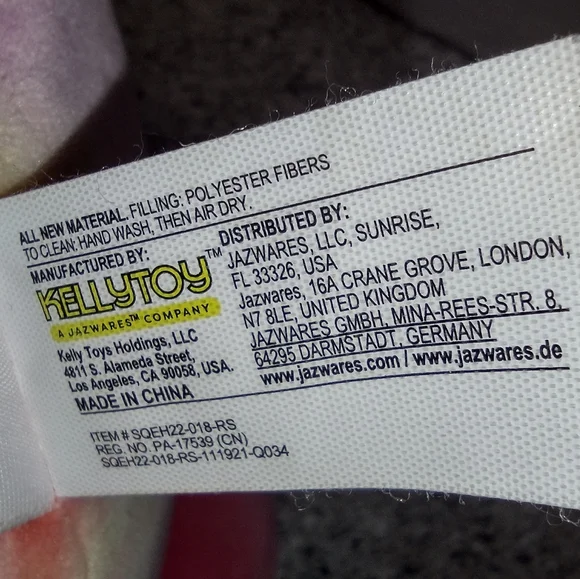 ALL NEW MATERIAL. FILLING: POLYESTER FIBERS
TO CLEAN: HAND WASH, THEN AIR DRY.
MANUFACTURED BY:
KELLYTOY™
A JAZWARES™ COMPANY
Kelly Toys Holdings, LLC
4811 S. Alameda Street,
Los Angeles, CA 90058, USA.
MADE IN CHINA
DISTRIBUTED BY:
JAZWARES, LLC, SUNRISE,
FL 33326, USA
Jazwares, 16A CRANE GROVE, LONDON,
N7 8LE, UNITED KINGDOM
JAZWARES GMBH, MINA-REES-STR. 8,
64295 DARMSTADT, GERMANY
www.jazwares.com | www.jazwares.de
ITEM # SQEH22-018-RS
REG. NO. PA-17539 (CN)
SQEH22-018-RS-111921-Q034